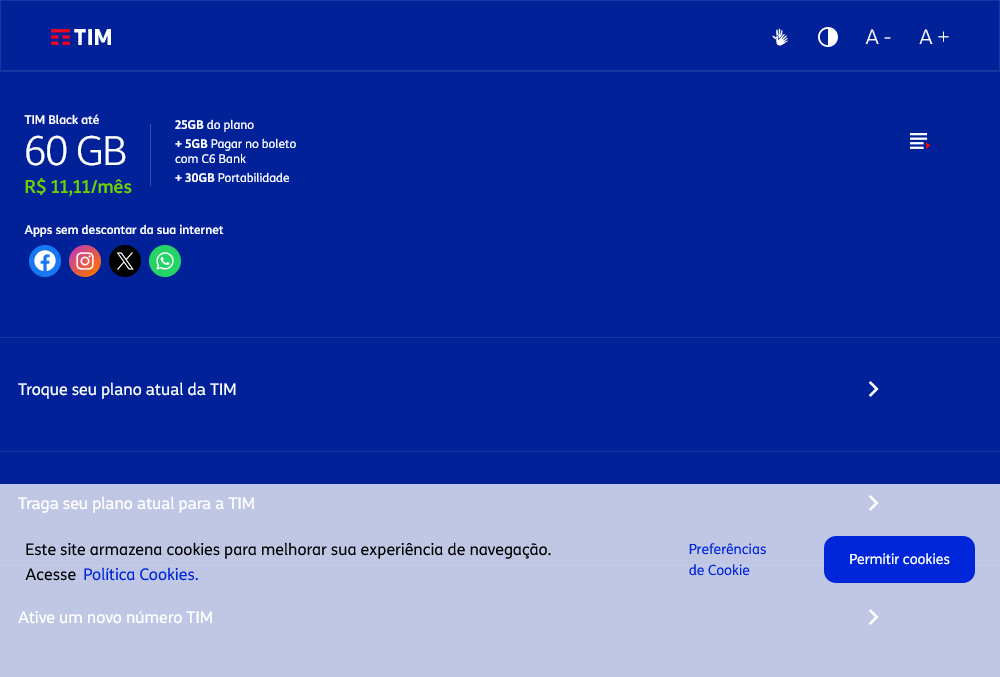 TIM
A -
A +
TIM Black até
60 GB
R$ 11,11/mês
25GB do plano
+ 5GB Pagar no boleto
com C6 Bank
+ 30GB Portabilidade
Apps sem descontar da sua internet
Troque seu plano atual da TIM
Traga seu plano atual para a TIM
Este site armazena cookies para melhorar sua experiência de navegação.
Acesse Política Cookies.
Preferências
de Cookie
Permitir cookies
Ative um novo número TIM